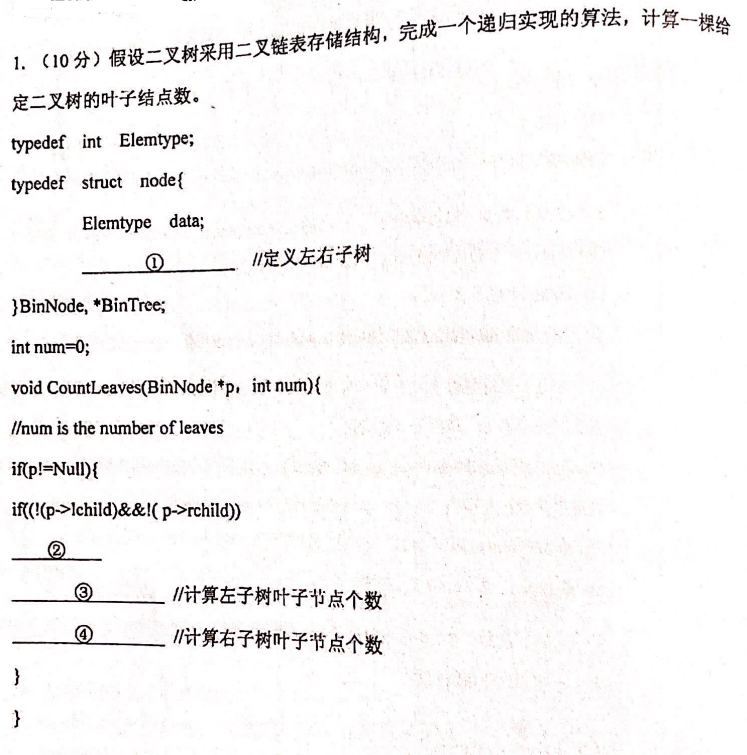 1. （10 分）假设二叉树采用二叉链表存储结构，完成一个递归实现的算法，计算一棵给
定二叉树的叶子结点数。
typedef int Elemtype;
typedef struct node{
Elemtype data;
① //定义左右子树
}BinNode, *BinTree;
int num=0;
void CountLeaves(BinNode *p，int num){
//num is the number of leaves
if(p!=Null){
if((!(p->lchild)&&!( p->rchild))
②
③ //计算左子树叶子节点个数
④ //计算右子树叶子节点个数
}
}